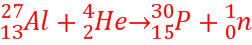 ²⁷₁₃Al + ⁴₂He → ³⁰₁₅P + ¹₀n